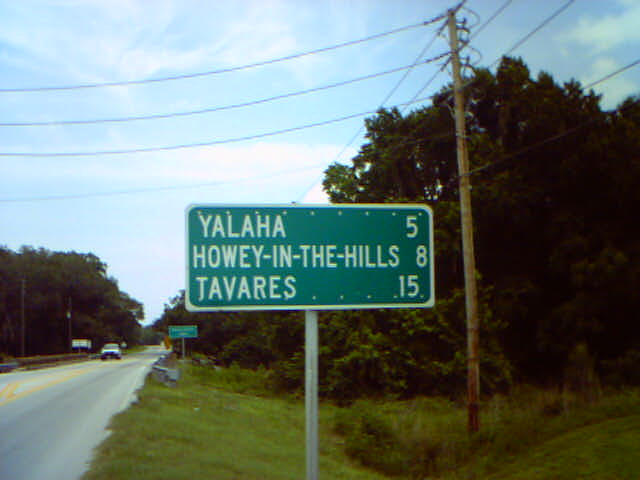 YALAHA 5
HOWEY-IN-THE-HILLS 8
TAVARES 15